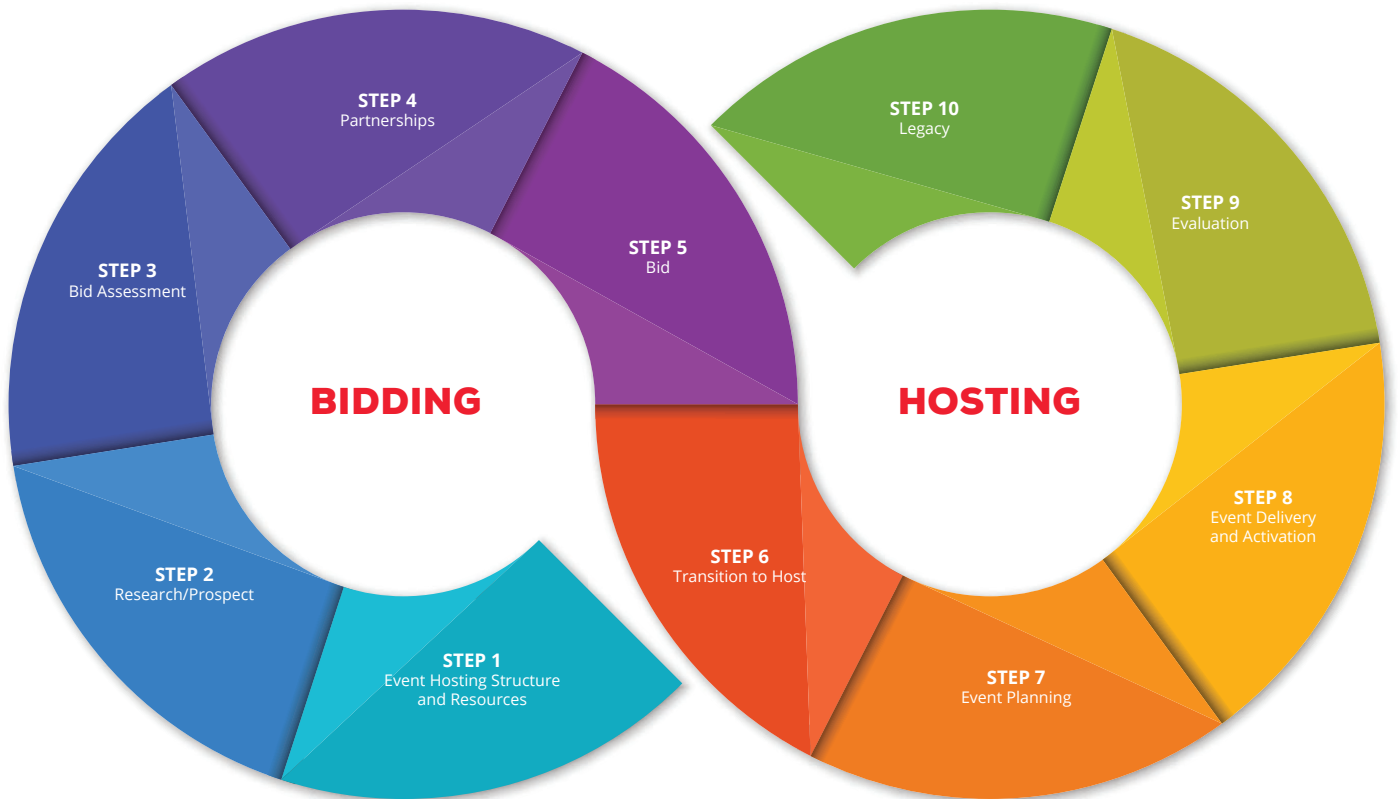 BIDDING
STEP 1
Event Hosting Structure
and Resources
STEP 2
Research/Prospect
STEP 3
Bid Assessment
STEP 4
Partnerships
STEP 5
Bid
HOSTING
STEP 6
Transition to Host
STEP 7
Event Planning
STEP 8
Event Delivery
and Activation
STEP 9
Evaluation
STEP 10
Legacy